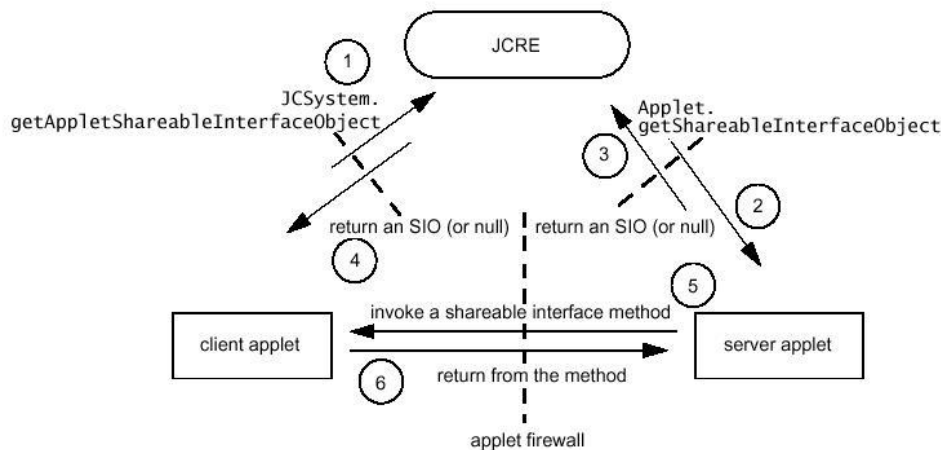 JCRE
1
JCSystem.
getAppletShareableInterfaceObject
Applet.
getShareableInterfaceObject
3
2
return an SIO (or null)
return an SIO (or null)
4
5
invoke a shareable interface method
client applet
server applet
6
return from the method
applet firewall